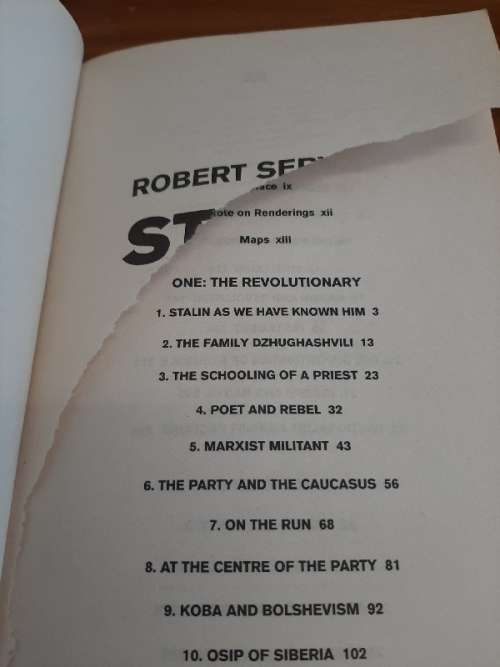 ROBERT SER
face ix
ST
Note on Renderings xii
Maps xiii
ONE: THE REVOLUTIONARY
1. STALIN AS WE HAVE KNOWN HIM 3
2. THE FAMILY DZHUGHASHVILI 13
3. THE SCHOOLING OF A PRIEST 23
4. POET AND REBEL 32
5. MARXIST MILITANT 43
6. THE PARTY AND THE CAUCASUS 56
7. ON THE RUN 68
8. AT THE CENTRE OF THE PARTY 81
9. KOBA AND BOLSHEVISM 92
10. OSIP OF SIBERIA 102